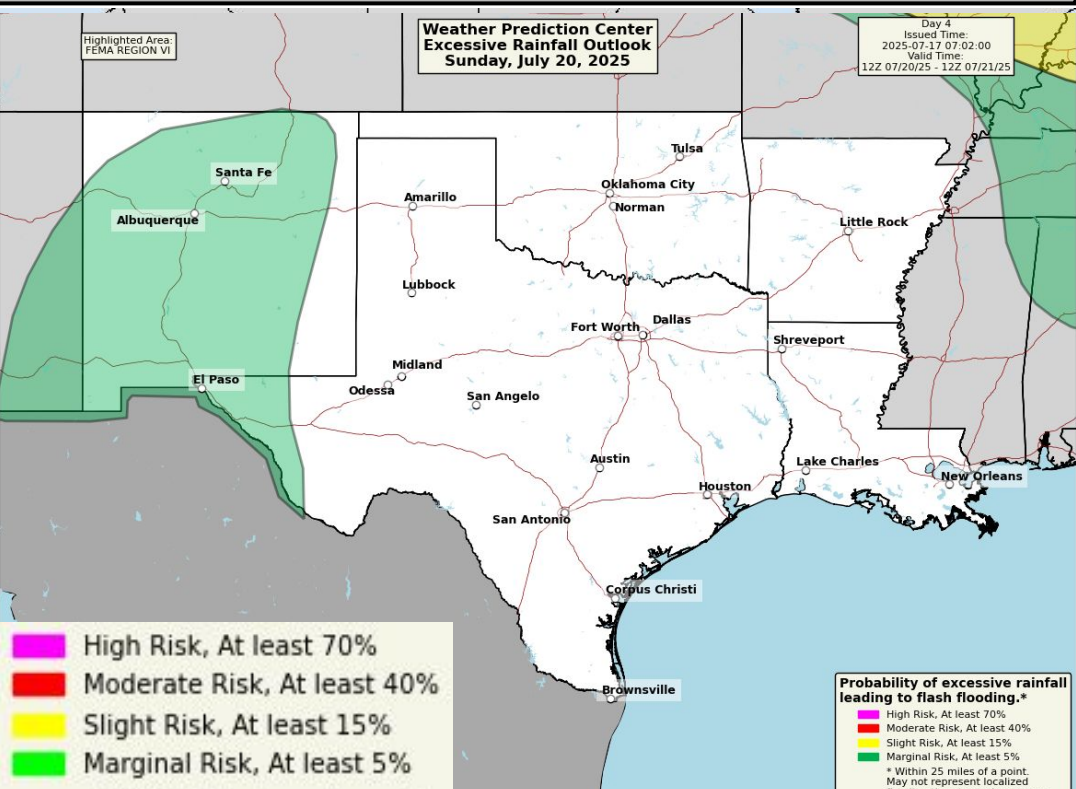 Highlighted Area:
FEMA REGION VI
Weather Prediction Center
Excessive Rainfall Outlook
Sunday, July 20, 2025
Day 4
Issued Time:
2025-07-17 07:02:00
Valid Time:
12Z 07/20/25 - 12Z 07/21/25
Tulsa
Santa Fe
Oklahoma City
Amarillo
Norman
Albuquerque
Little Rock
Lubbock
Dallas
Fort Worth
Shreveport
Midland
El Paso
Odessa
San Angelo
Austin
Lake Charles
New Orleans
Houston
San Antonio
Corpus Christi
Brownsville
High Risk, At least 70%
Moderate Risk, At least 40%
Slight Risk, At least 15%
Marginal Risk, At least 5%
Probability of excessive rainfall
leading to flash flooding.*
High Risk, At least 70%
Moderate Risk, At least 40%
Slight Risk, At least 15%
Marginal Risk, At least 5%
* Within 25 miles of a point.
May not represent localized